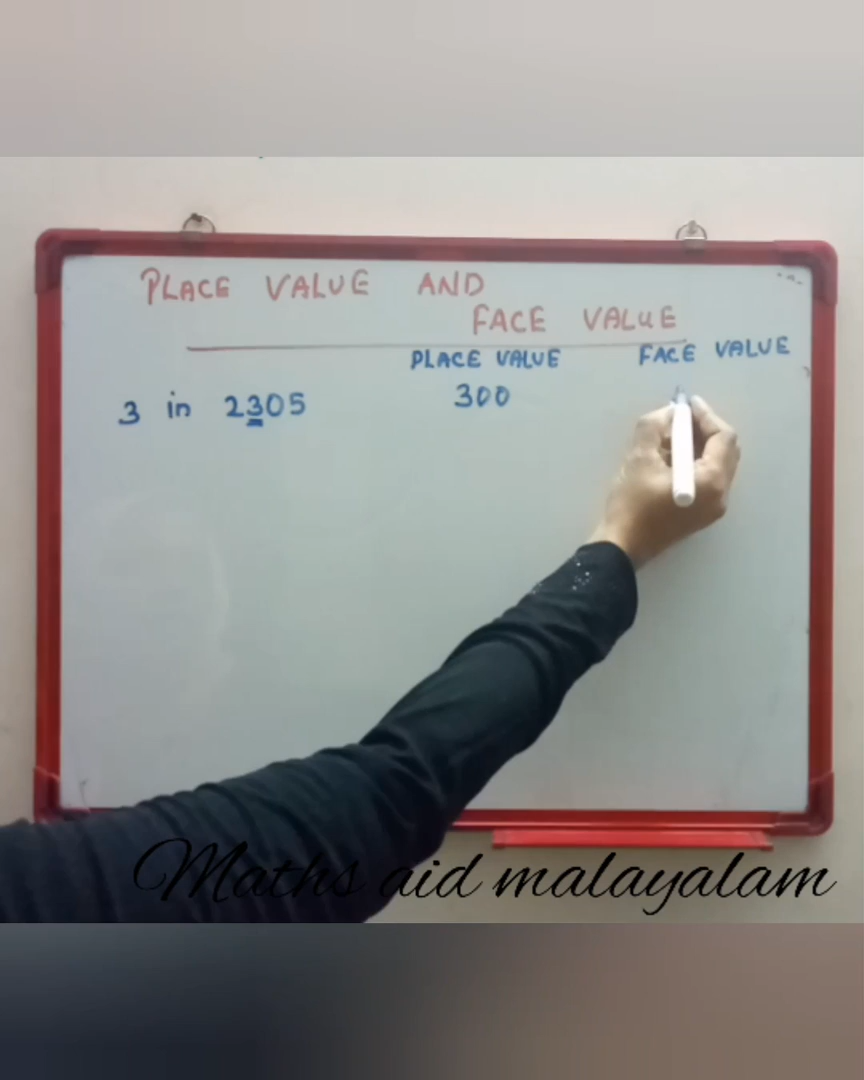 PLACE VALUE AND
FACE VALUE
PLACE VALUE FACE VALUE
3 in 2305 300
Maths aid malayalam